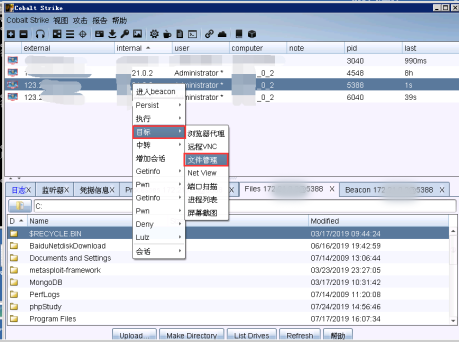 Cobalt Strike
Cobalt Strike 视图 攻击 报告 帮助
external internal user computer note pid last
3040 990ms
21.0.2 Administrator * _0_2 4548 8h
123.2 Administrator * _0_2 5388 1s
123. Administrator * _0_2 6040 39s
进入beacon
Persist
执行
目标
中转
增加会话
Getinfo
Pwn
Getinfo
Pwn
Deny
Lulz
会话
浏览器代理
远程VNC
文件管理
Net View
端口扫描
进程列表
屏幕截图
日志X 监听器X 凭据信息X Files 172 5388 X Beacon 172 5388 X
C:
D Name Modified
$RECYCLE.BIN 03/17/2019 09:44:24
BaiduNetdiskDownload 06/16/2019 19:42:59
Documents and Settings 07/14/2009 13:06:44
metasploit-framework 03/23/2019 23:27:05
MongoDB 03/17/2019 10:31:42
PerfLogs 07/14/2009 11:20:08
phpStudy 07/24/2019 14:56:46
Program Files 07/17/2019 16:07:34
Upload... Make Directory List Drives Refresh 帮助